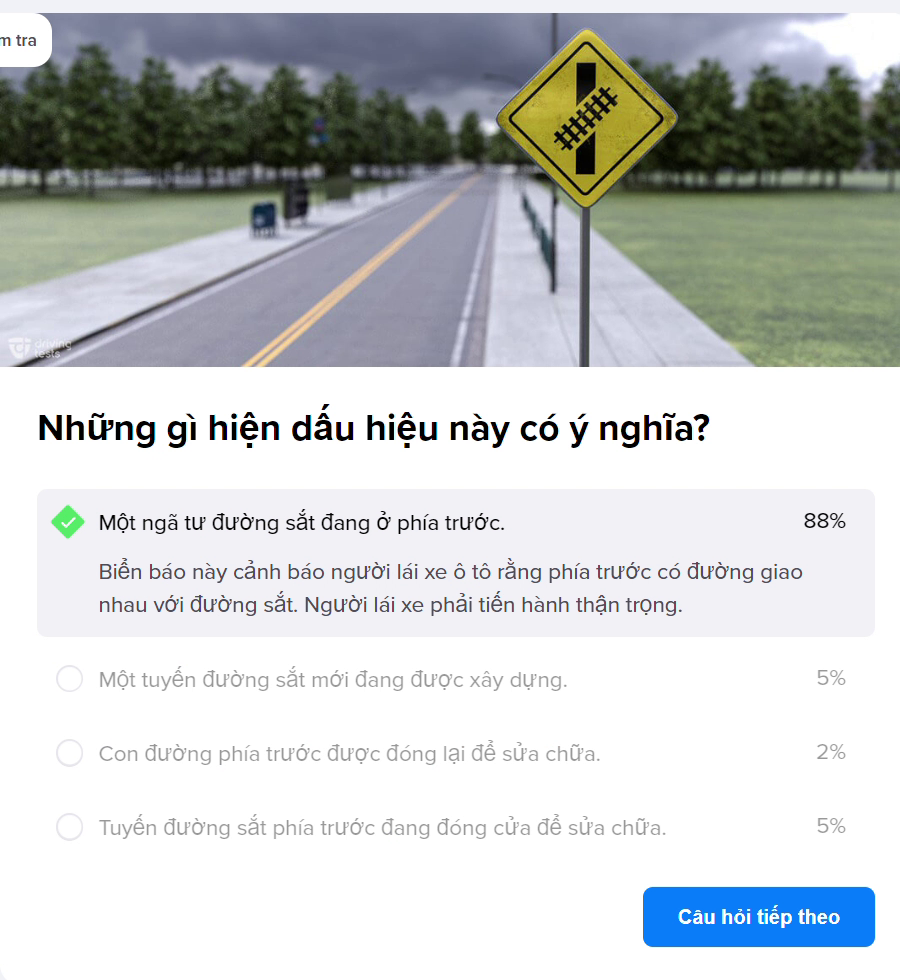 m tra
driving
tests
Những gì hiện dấu hiệu này có ý nghĩa?
Một ngã tư đường sắt đang ở phía trước.
88%
Biển báo này cảnh báo người lái xe ô tô rằng phía trước có đường giao
nhau với đường sắt. Người lái xe phải tiến hành thận trọng.
Một tuyến đường sắt mới đang được xây dựng.
5%
Con đường phía trước được đóng lại để sửa chữa.
2%
Tuyến đường sắt phía trước đang đóng cửa để sửa chữa.
5%
Câu hỏi tiếp theo